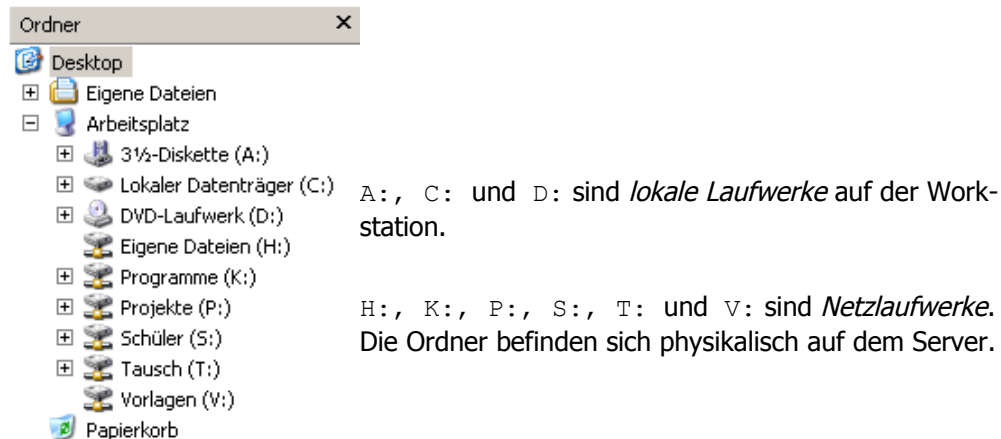 Ordner
Desktop
Eigene Dateien
Arbeitsplatz
3½-Diskette (A:)
Lokaler Datenträger (C:)
DVD-Laufwerk (D:)
Eigene Dateien (H:)
Programme (K:)
Projekte (P:)
Schüler (S:)
Tausch (T:)
Vorlagen (V:)
Papierkorb
A:, C: und D: sind lokale Laufwerke auf der Work-
station.
H:, K:, P:, S:, T: und V: sind Netzlaufwerke.
Die Ordner befinden sich physikalisch auf dem Server.